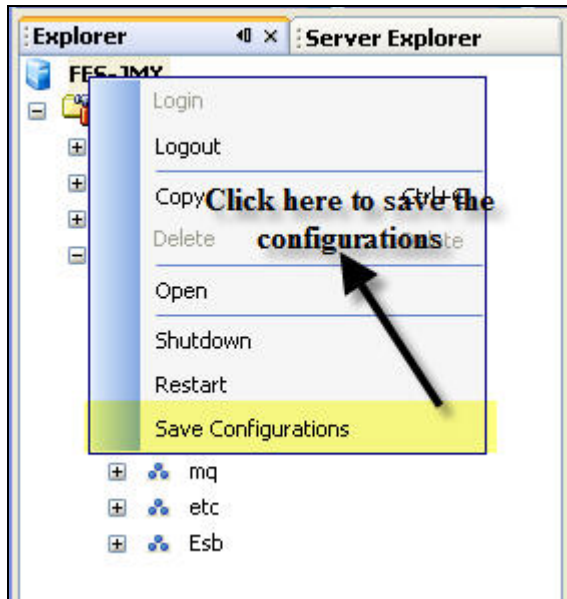 Explorer
Server Explorer
FES-JMX
Login
Logout
Copy
Click here to save the
configurations
Delete
Open
Shutdown
Restart
Save Configurations
mq
etc
Esb